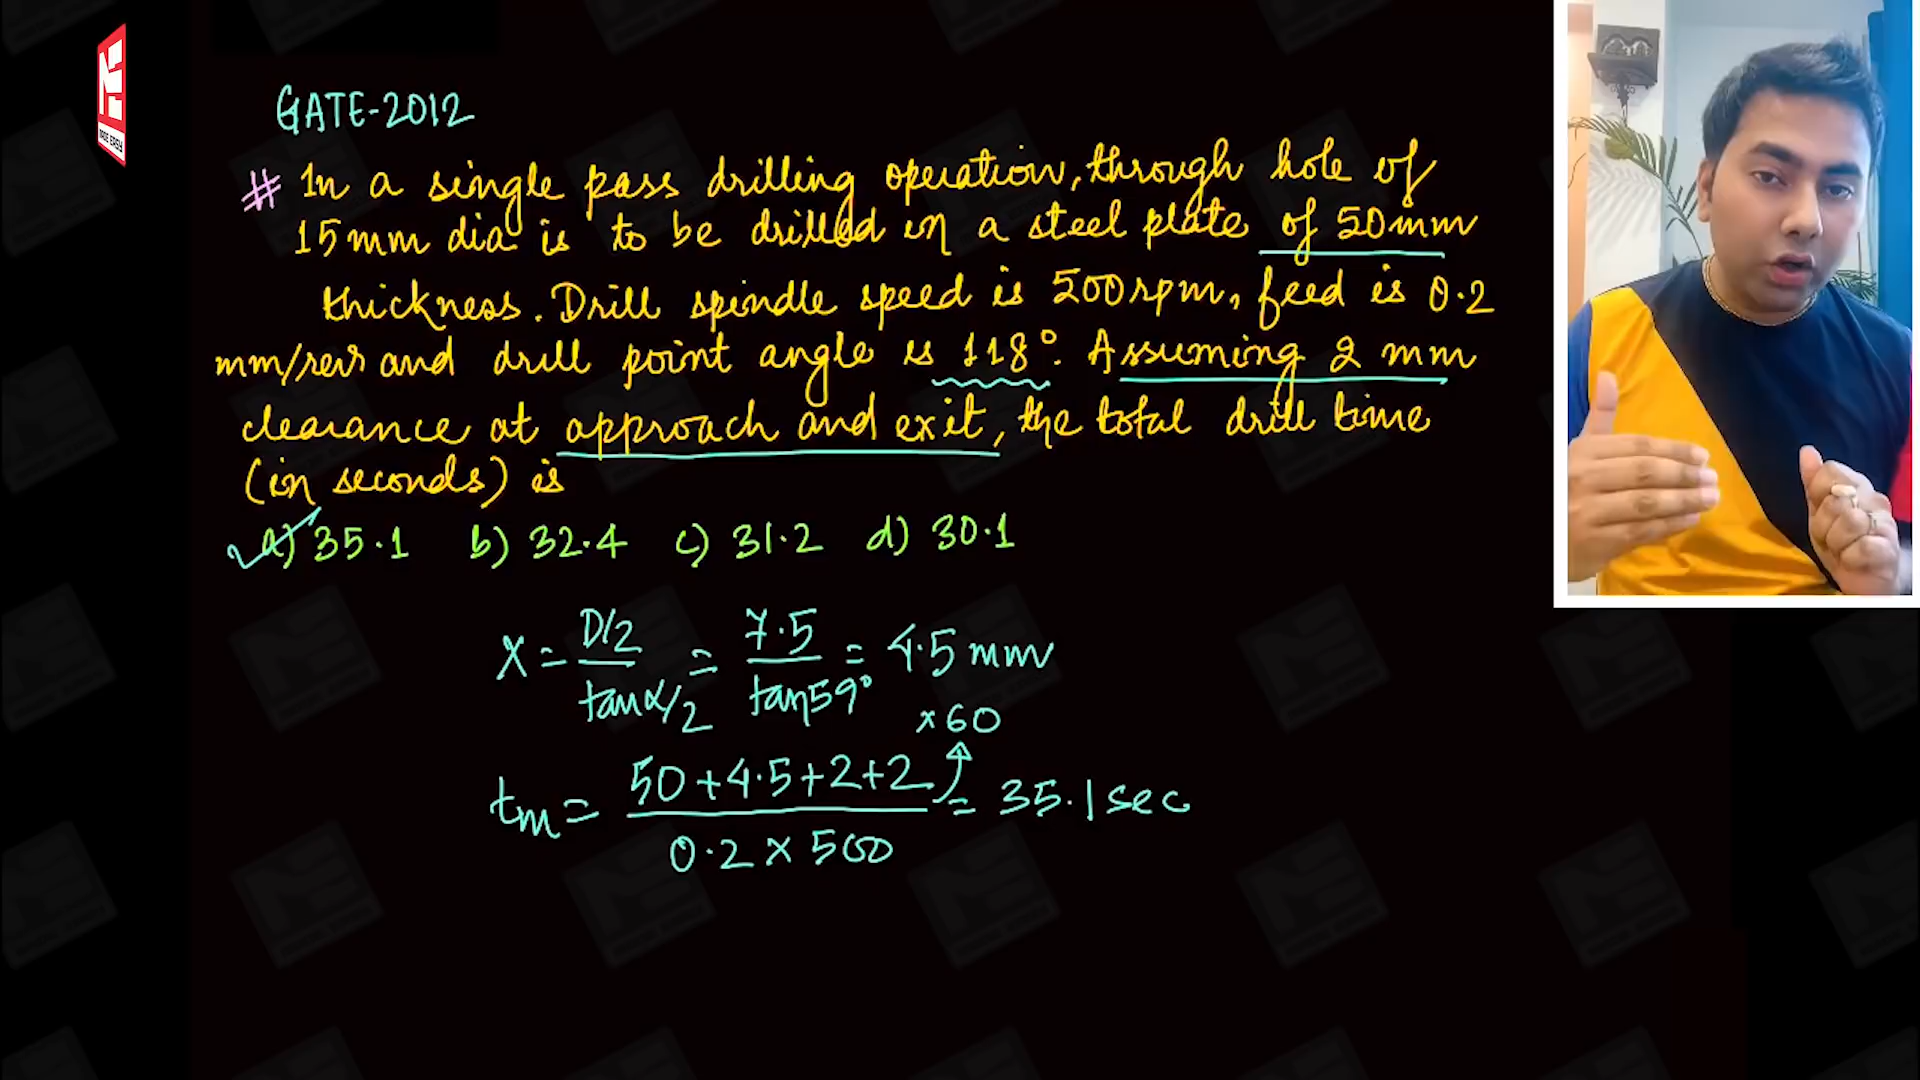 MADE EASY
GATE-2012
# In a single pass drilling operation, through hole of
15mm dia is to be drilled in a steel plate of 50mm
thickness. Drill spindle speed is 500rpm, feed is 0.2
mm/rev and drill point angle is 118°. Assuming 2 mm
clearance at approach and exit, the total drill time
(in seconds) is
a) 35.1 b) 32.4 c) 31.2 d) 30.1
X = D/2 / tan α/2 = 7.5 / tan59° = 4.5 mm
× 60
tm = 50+4.5+2+2 / 0.2 × 500 = 35.1 sec